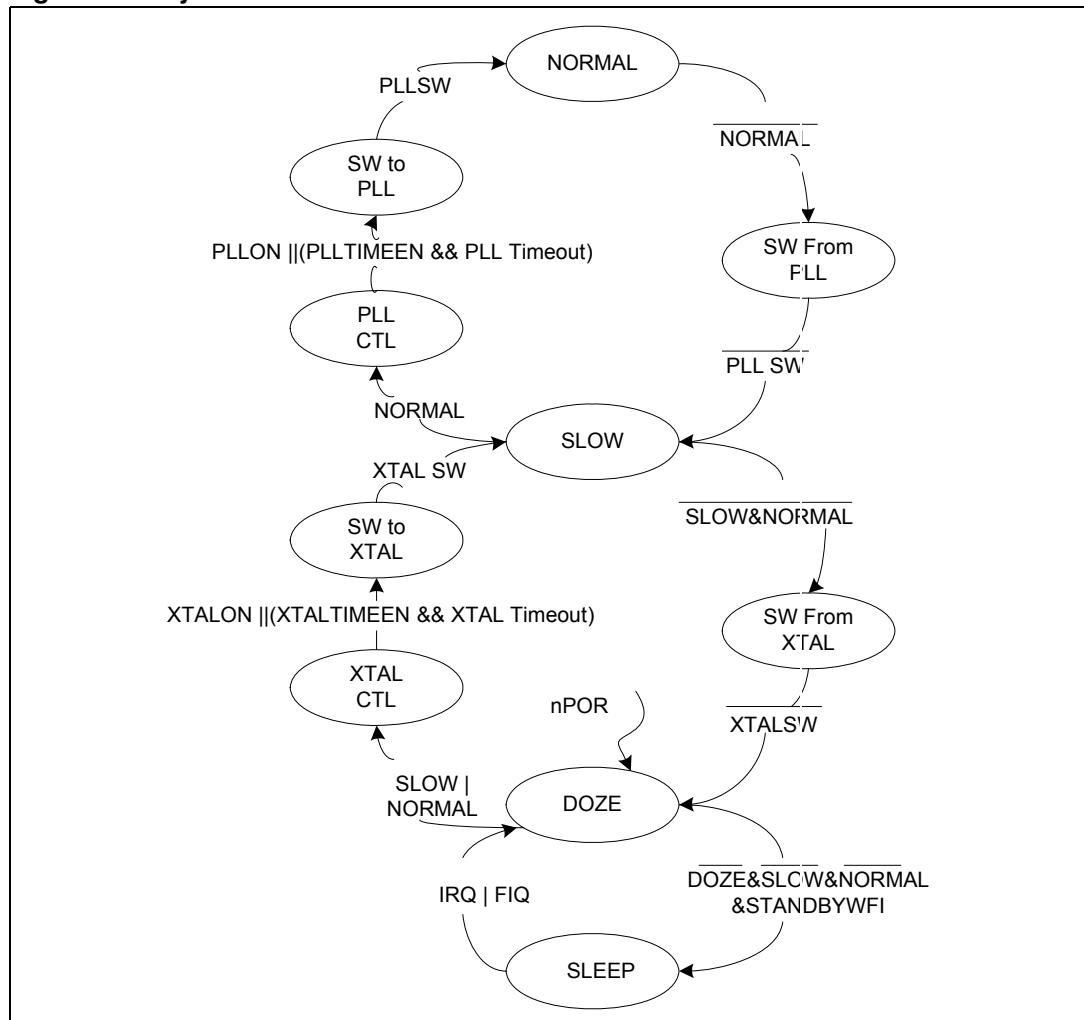 NORMAL
PLLSW
NORMAL
SW to
PLL
SW From
PLL
PLLON ||(PLLTIMEEN && PLL Timeout)
PLL
CTL
PLL SW
NORMAL
SLOW
XTAL SW
SLOW&NORMAL
SW to
XTAL
XTALON ||(XTALTIMEEN && XTAL Timeout)
SW From
XTAL
XTAL
CTL
nPOR
XTALSW
SLOW |
NORMAL
DOZE
DOZE&SLOW&NORMAL
&STANDBYWFI
IRQ | FIQ
SLEEP